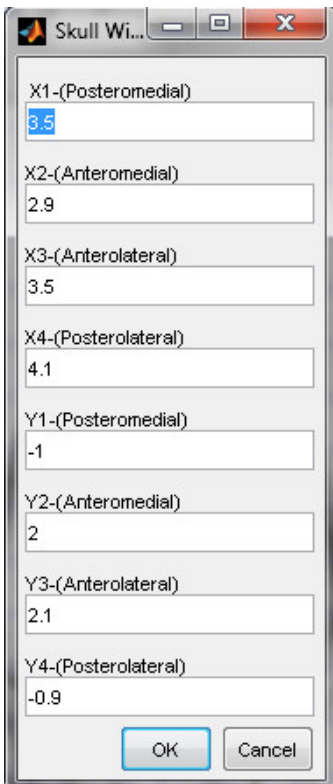 Skull Wi...
X1-(Posteromedial)
3.5
X2-(Anteromedial)
2.9
X3-(Anterolateral)
3.5
X4-(Posterolateral)
4.1
Y1-(Posteromedial)
-1
Y2-(Anteromedial)
2
Y3-(Anterolateral)
2.1
Y4-(Posterolateral)
-0.9
OK Cancel